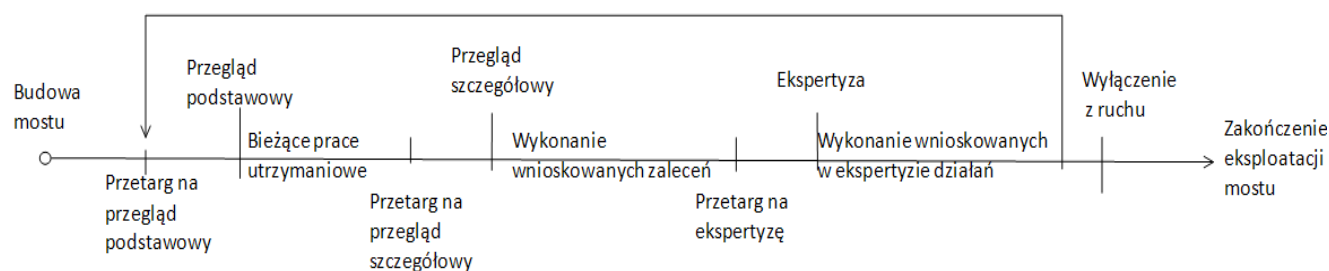 Budowa
mostu
Przetarg na
przegląd
podstawowy
Przegląd
podstawowy
Bieżące prace
utrzymaniowe
Przetarg na
przegląd
szczegółowy
Przegląd
szczegółowy
Wykonanie
wnioskowanych zaleceń
Przetarg na
ekspertyzę
Ekspertyza
Wykonanie wnioskowanych
w ekspertyzie działań
Wyłączenie
z ruchu
Zakończenie
eksploatacji
mostu